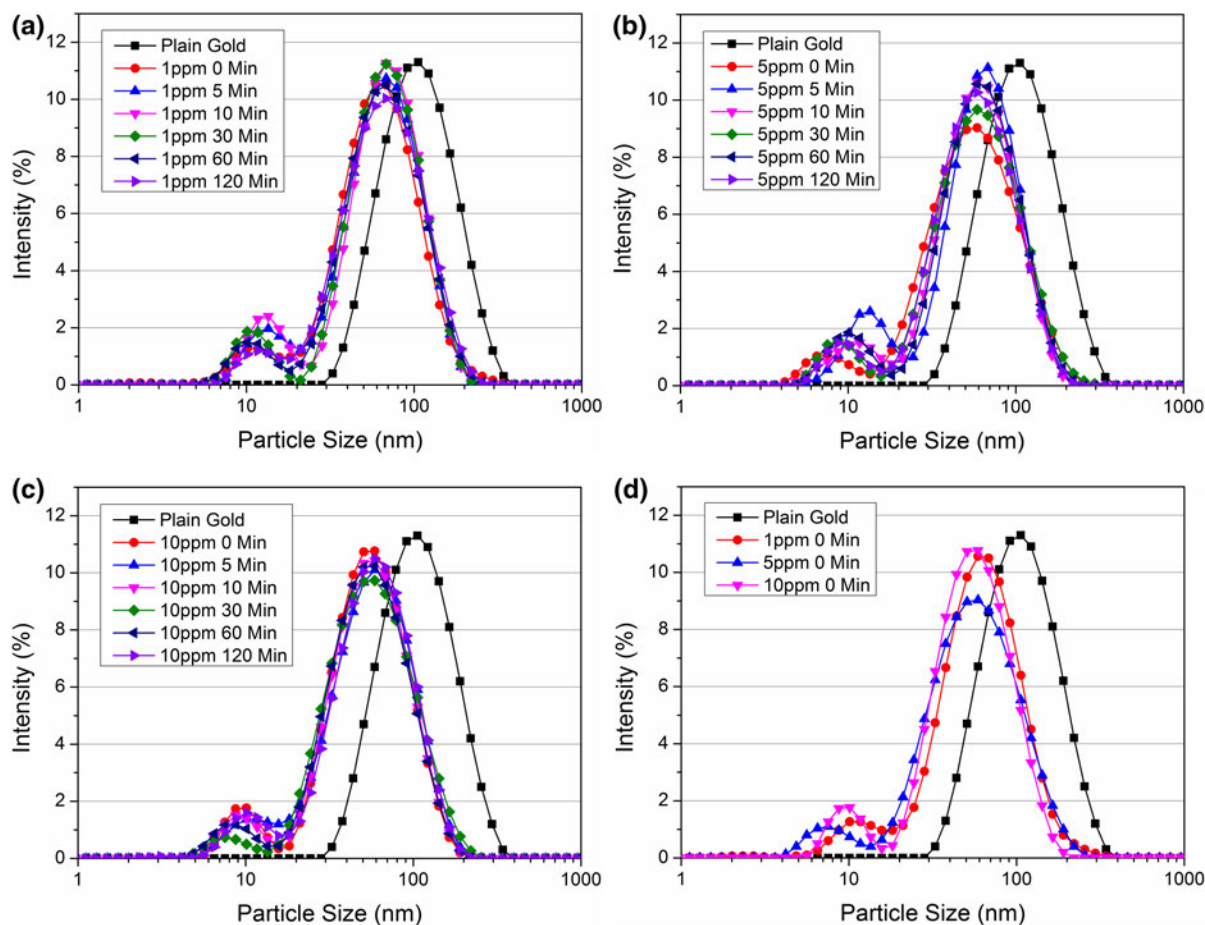 (a)
Plain Gold
1ppm 0 Min
1ppm 5 Min
1ppm 10 Min
1ppm 30 Min
1ppm 60 Min
1ppm 120 Min
12
10
8
6
4
2
0
Intensity (%)
1
10
100
1000
Particle Size (nm)
(b)
Plain Gold
5ppm 0 Min
5ppm 5 Min
5ppm 10 Min
5ppm 30 Min
5ppm 60 Min
5ppm 120 Min
12
10
8
6
4
2
0
Intensity (%)
1
10
100
1000
Particle Size (nm)
(c)
Plain Gold
10ppm 0 Min
10ppm 5 Min
10ppm 10 Min
10ppm 30 Min
10ppm 60 Min
10ppm 120 Min
12
10
8
6
4
2
0
Intensity (%)
1
10
100
1000
Particle Size (nm)
(d)
Plain Gold
1ppm 0 Min
5ppm 0 Min
10ppm 0 Min
12
10
8
6
4
2
0
Intensity (%)
1
10
100
1000
Particle Size (nm)